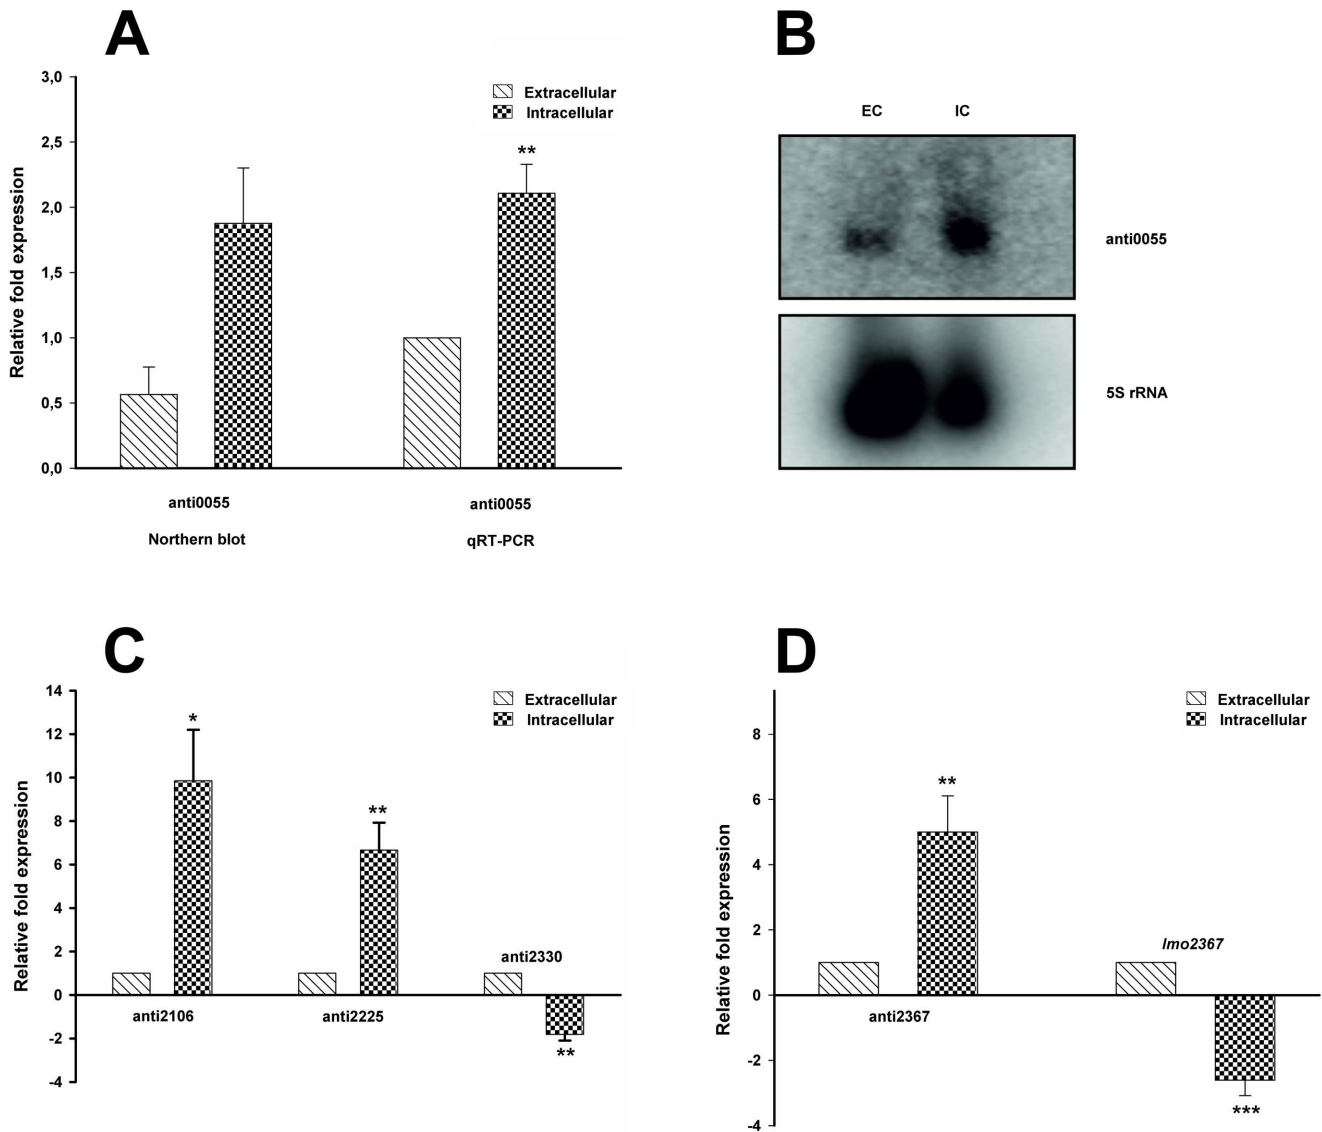 A
Relative fold expression
3,0
2,5
2,0
1,5
1,0
0,5
0,0
Extracellular
Intracellular
**
anti0055
anti0055
Northern blot
qRT-PCR
B
EC
IC
anti0055
5S rRNA
C
Relative fold expression
14
12
10
8
6
4
2
0
-2
-4
Extracellular
Intracellular
*
**
anti2330
anti2106
anti2225
**
D
Relative fold expression
8
6
4
2
0
-2
-4
Extracellular
Intracellular
**
lmo2367
anti2367
***